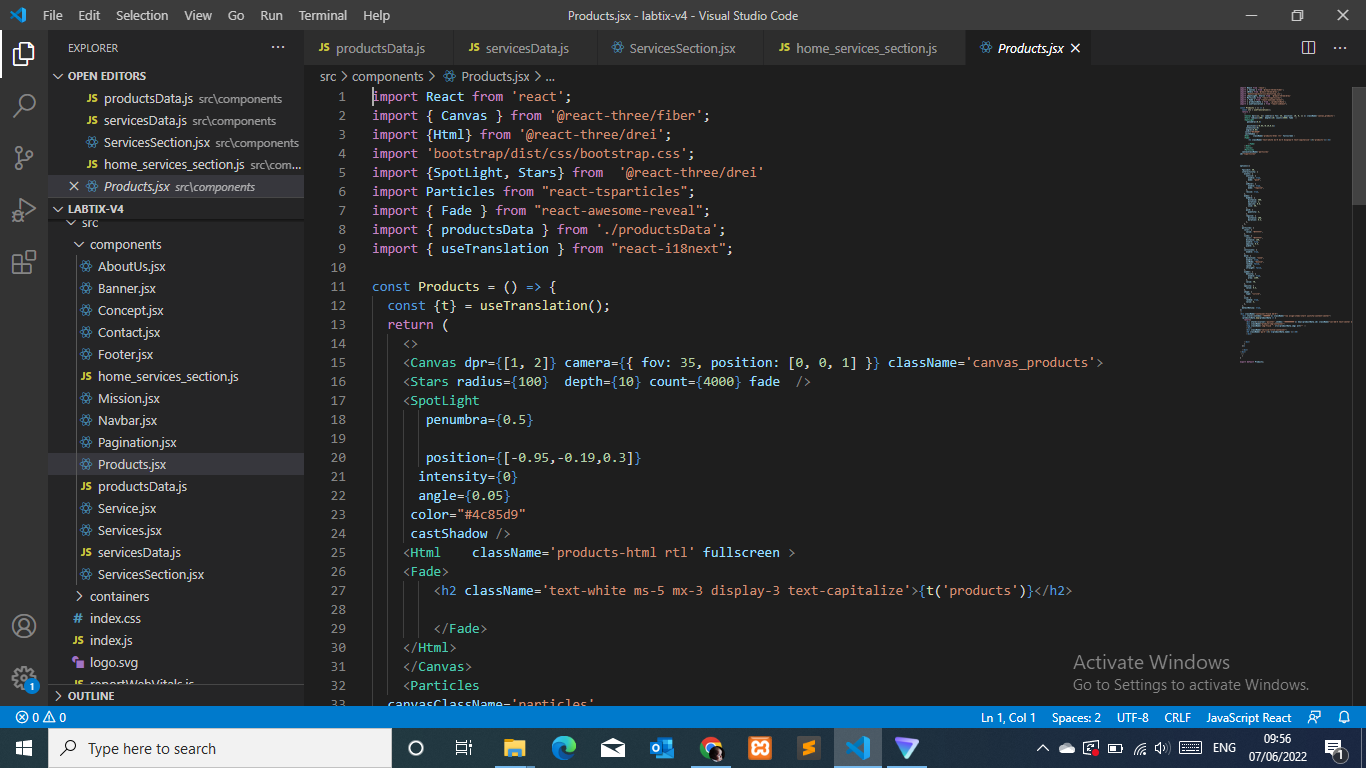 File Edit Selection View Go Run Terminal Help
Products.jsx - labtix-v4 - Visual Studio Code
EXPLORER
productsData.js
servicesData.js
ServicesSection.jsx
home_services_section.js
Products.jsx
OPEN EDITORS
productsData.js src\components
servicesData.js src\components
ServicesSection.jsx src\components
home_services_section.js src\com...
Products.jsx src\components
LABTIX-V4
src
components
AboutUs.jsx
Banner.jsx
Concept.jsx
Contact.jsx
Footer.jsx
home_services_section.js
Mission.jsx
Navbar.jsx
Pagination.jsx
Products.jsx
productsData.js
Service.jsx
Services.jsx
servicesData.js
ServicesSection.jsx
containers
index.css
index.js
logo.svg
reportWebVitals.js
OUTLINE
src > components > Products.jsx > ...
1 import React from 'react';
2 import { Canvas } from '@react-three/fiber';
3 import {Html} from '@react-three/drei';
4 import 'bootstrap/dist/css/bootstrap.css';
5 import {SpotLight, Stars} from  '@react-three/drei'
6 import Particles from "react-tsparticles";
7 import { Fade } from "react-awesome-reveal";
8 import { productsData } from './productsData';
9 import { useTranslation } from "react-i18next";
10
11 const Products = () => {
12 const {t} = useTranslation();
13 return (
14 <>
15 <Canvas dpr={[1, 2]} camera={{ fov: 35, position: [0, 0, 1] }} className='canvas_products'>
16 <Stars radius={100}  depth={10} count={4000} fade  />
17 <SpotLight
18 penumbra={0.5}
19
20 position={[-0.95,-0.19,0.3]}
21 intensity={0}
22 angle={0.05}
23 color="#4c85d9"
24 castShadow />
25 <Html    className='products-html rtl' fullscreen >
26 <Fade>
27 <h2 className='text-white ms-5 mx-3 display-3 text-capitalize'>{t('products')}</h2>
28
29 </Fade>
30 </Html>
31 </Canvas>
32 <Particles
33 canvasClassName='particles'
Activate Windows
Go to Settings to activate Windows.
0 0
Ln 1, Col 1
Spaces: 2
UTF-8
CRLF
JavaScript React
1
Type here to search
ENG
09:56
07/06/2022
1